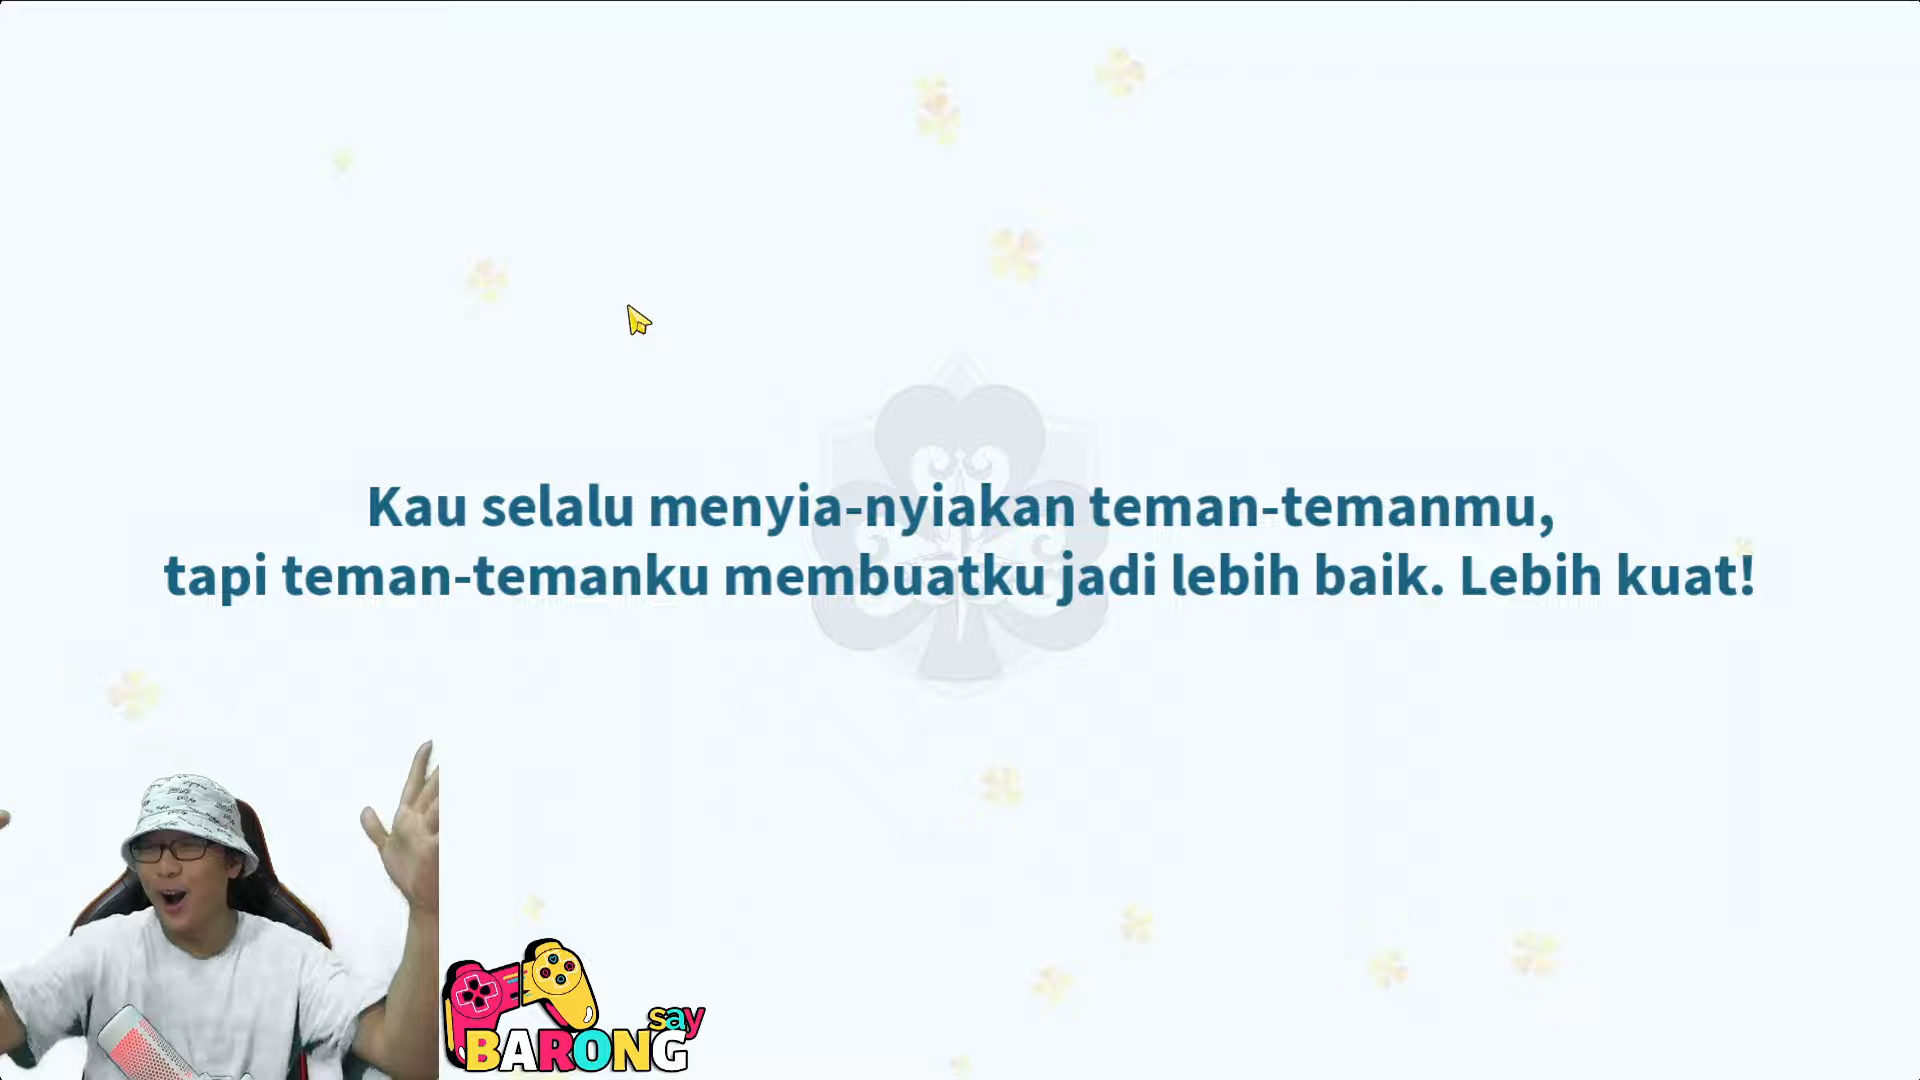 Kau selalu menyia-nyiakan teman-temanmu,
tapi teman-temanku membuatku jadi lebih baik. Lebih kuat!
say
BARONG